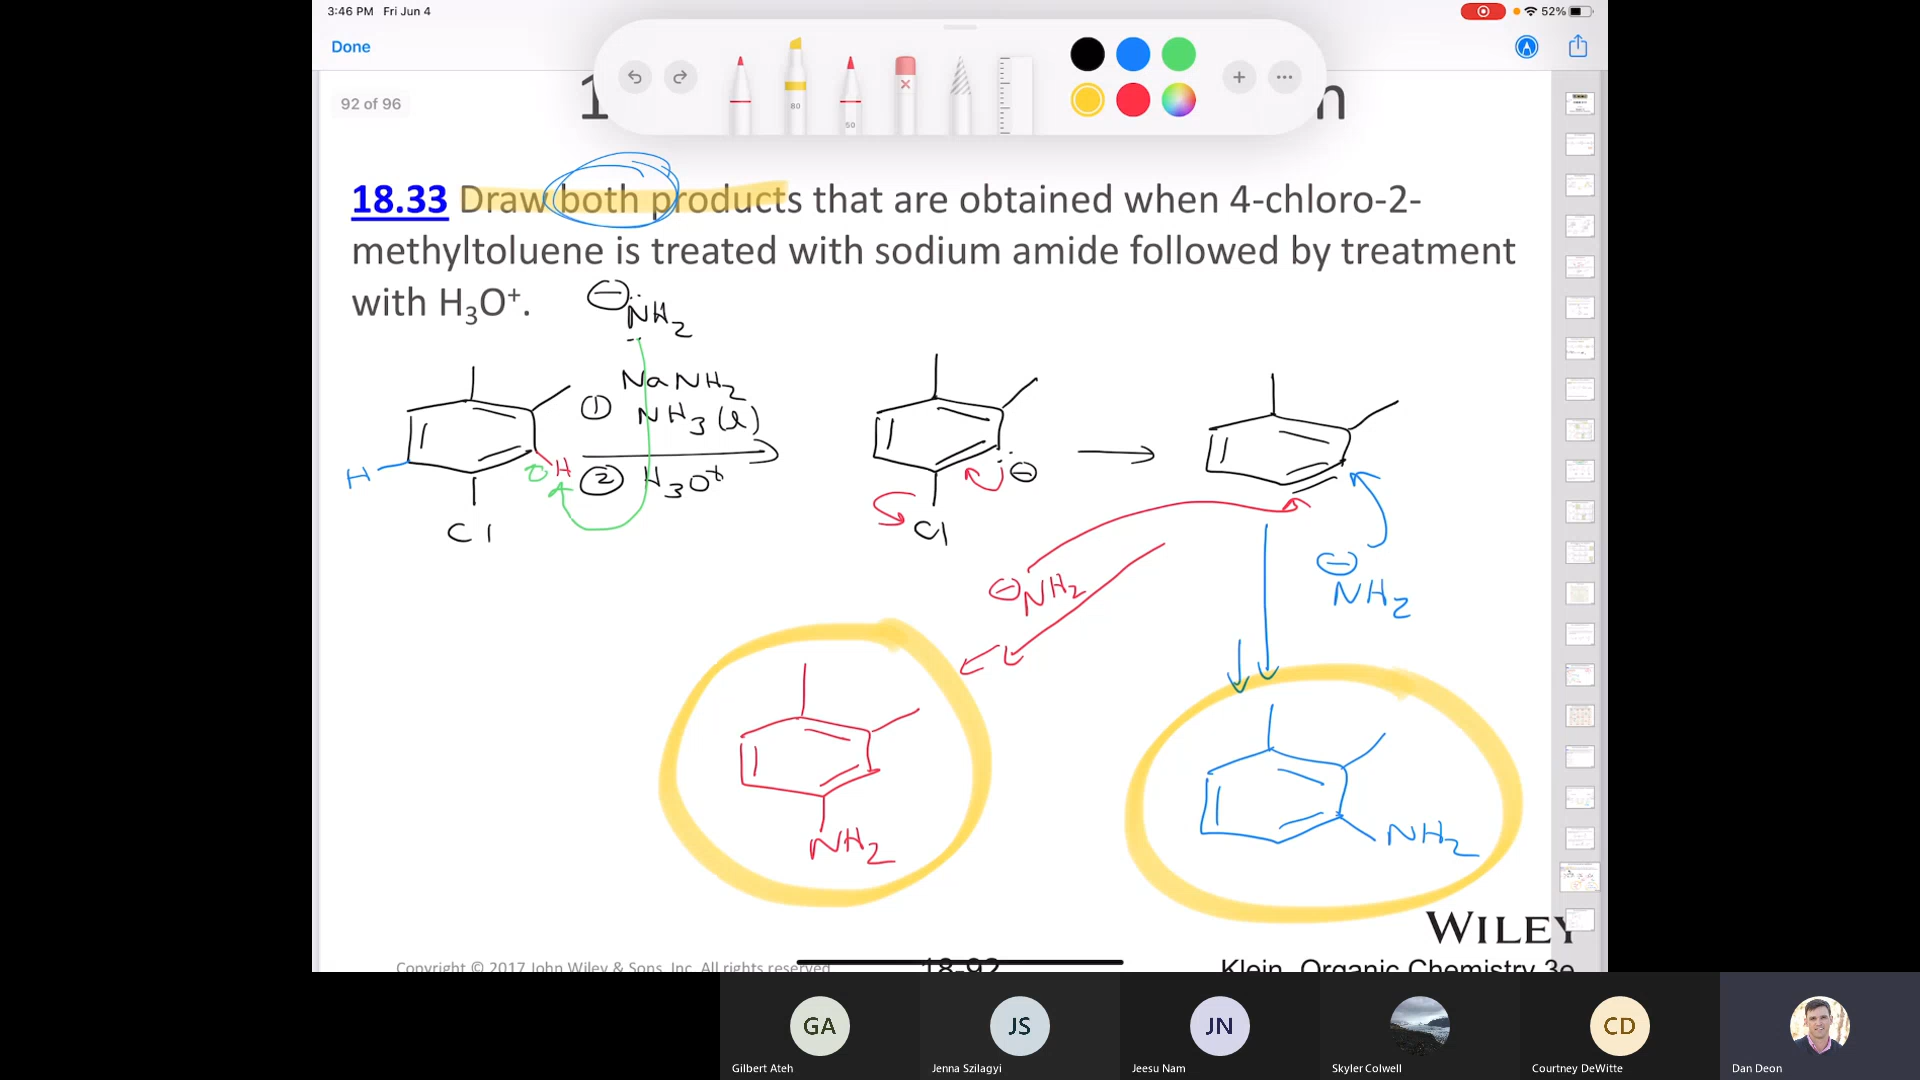 3:46 PM Fri Jun 4
52%
Done
80
50
92 of 96
18.33 Draw both products that are obtained when 4-chloro-2-
methyltoluene is treated with sodium amide followed by treatment
with H₃O⁺.
⊖
NH₂
① NaNH₂
NH₃(l)
② H₃O⁺
H
H
Cl
⊖
Cl
⊖NH₂
⊖
NH₂
NH₂
NH₂
WILEY
Copyright © 2017 John Wiley & Sons, Inc. All rights reserved
18-92
Klein, Organic Chemistry 3e
GA
JS
JN
CD
Gilbert Ateh
Jenna Szilagyi
Jeesu Nam
Skyler Colwell
Courtney DeWitte
Dan Deon